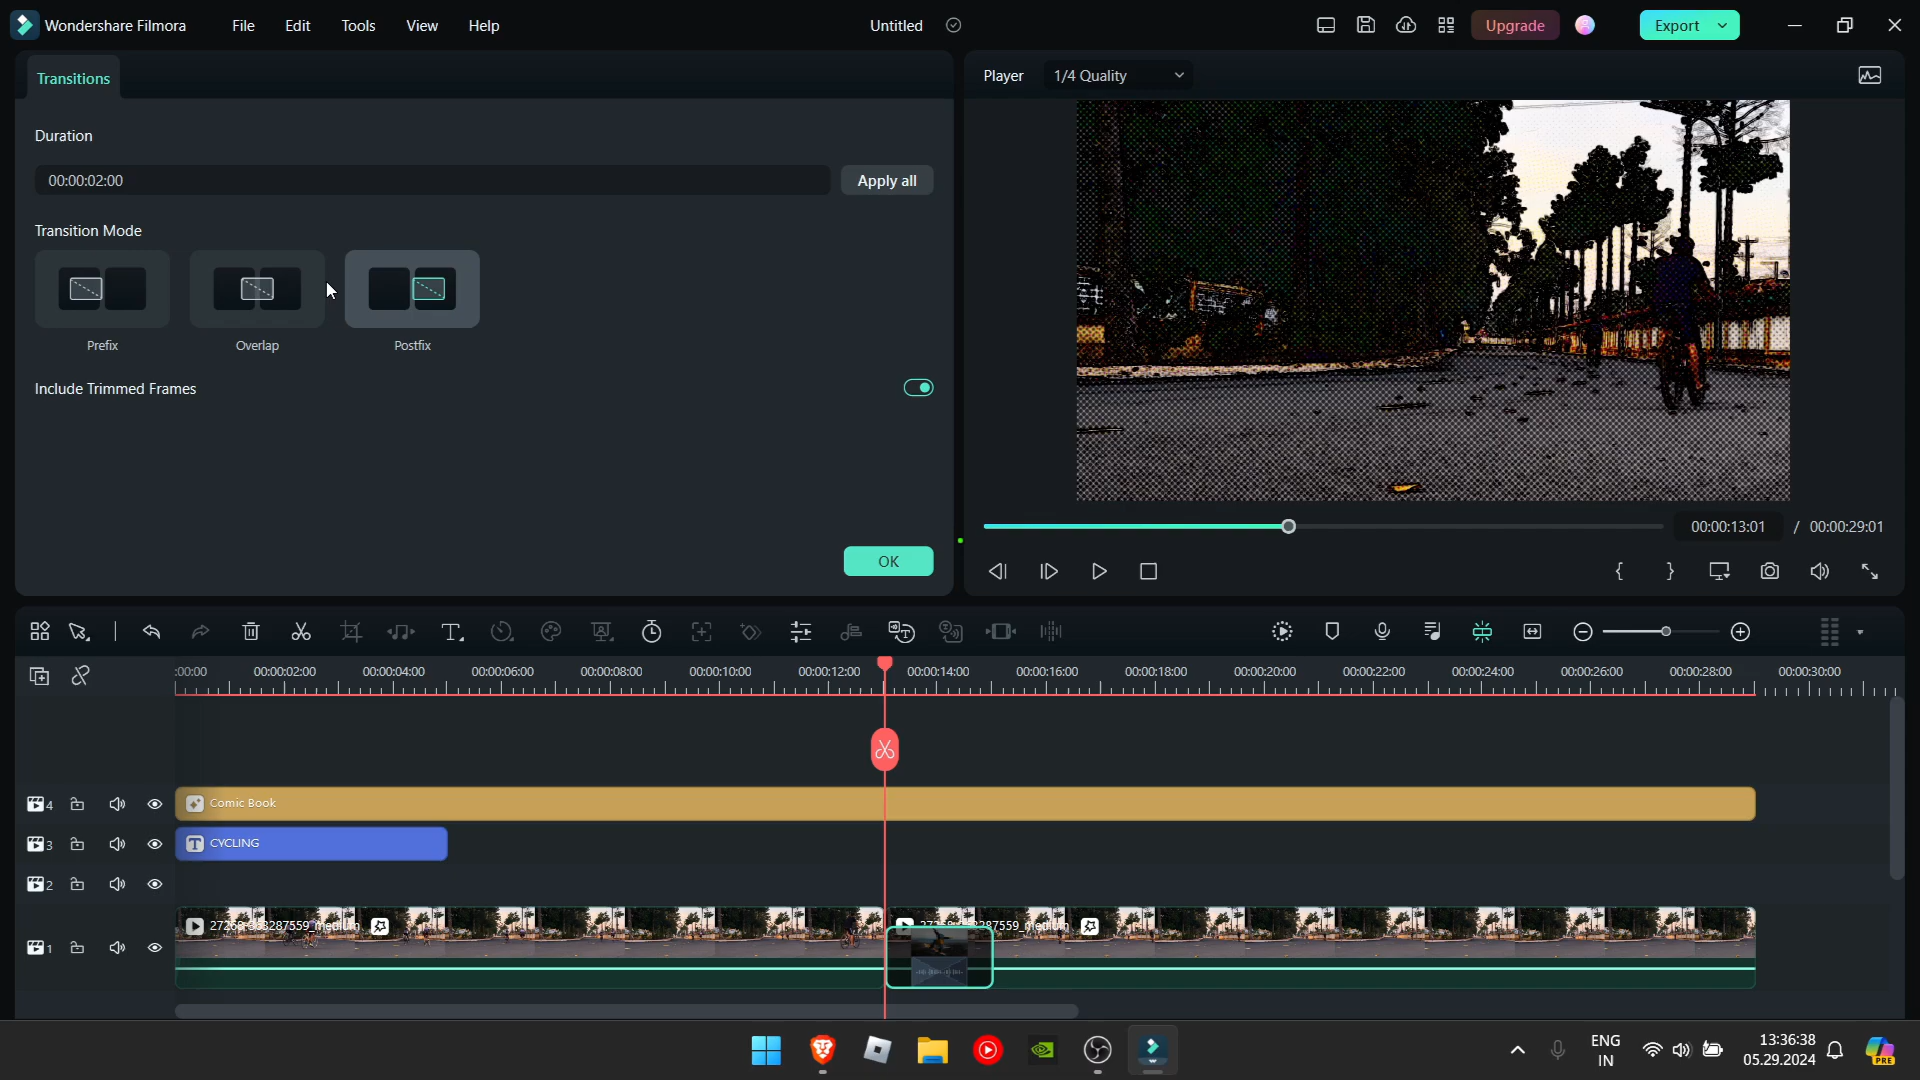 Wondershare Filmora File Edit Tools View Help Untitled Upgrade Export
Transitions
Player 1/4 Quality
Duration
00:00:02:00 Apply all
Transition Mode
Prefix Overlap Postfix
Include Trimmed Frames
OK
00:00:13:01 / 00:00:29:01
:00:00 00:00:02:00 00:00:04:00 00:00:06:00 00:00:08:00 00:00:10:00 00:00:12:00 00:00:14:00 00:00:16:00 00:00:18:00 00:00:20:00 00:00:22:00 00:00:24:00 00:00:26:00 00:00:28:00 00:00:30:00
4 Comic Book
3 CYCLING
2
1
ENG
IN
13:36:38
05.29.2024
PRE